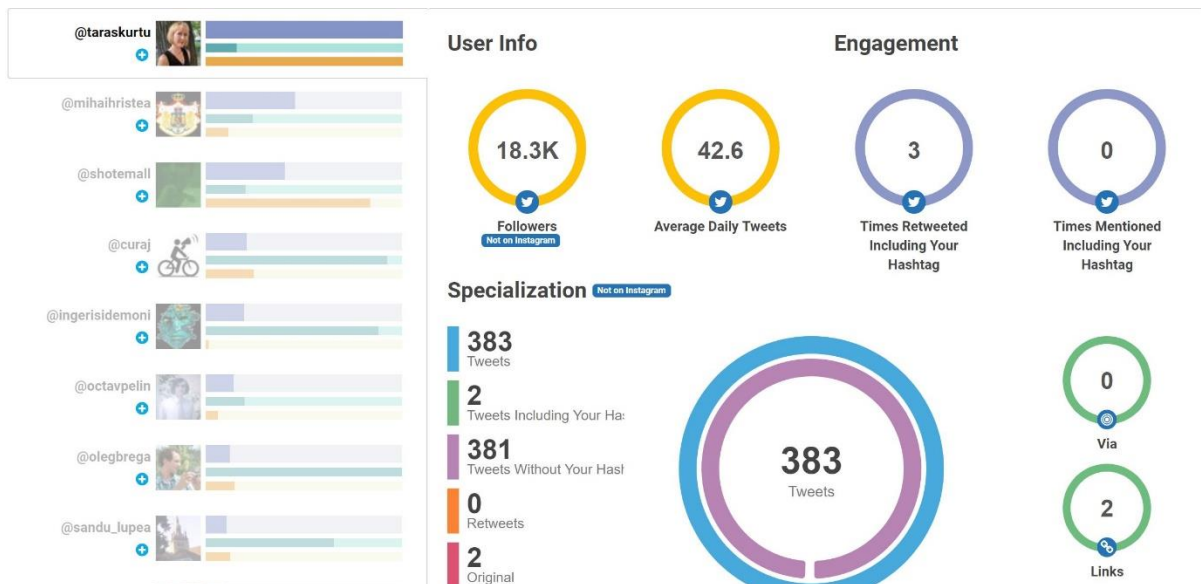 @taraskurtu
@mihaihristea
@shotemall
@curaj
@ingerisidemoni
@octavpelin
@olegbrega
@sandu_lupea
User Info
Engagement
18.3K
Followers
Not on Instagram
42.6
Average Daily Tweets
3
Times Retweeted
Including Your
Hashtag
0
Times Mentioned
Including Your
Hashtag
Specialization Not on Instagram
383
Tweets
2
Tweets Including Your Ha
381
Tweets Without Your Hash
0
Retweets
2
Original
383
Tweets
0
Via
2
Links